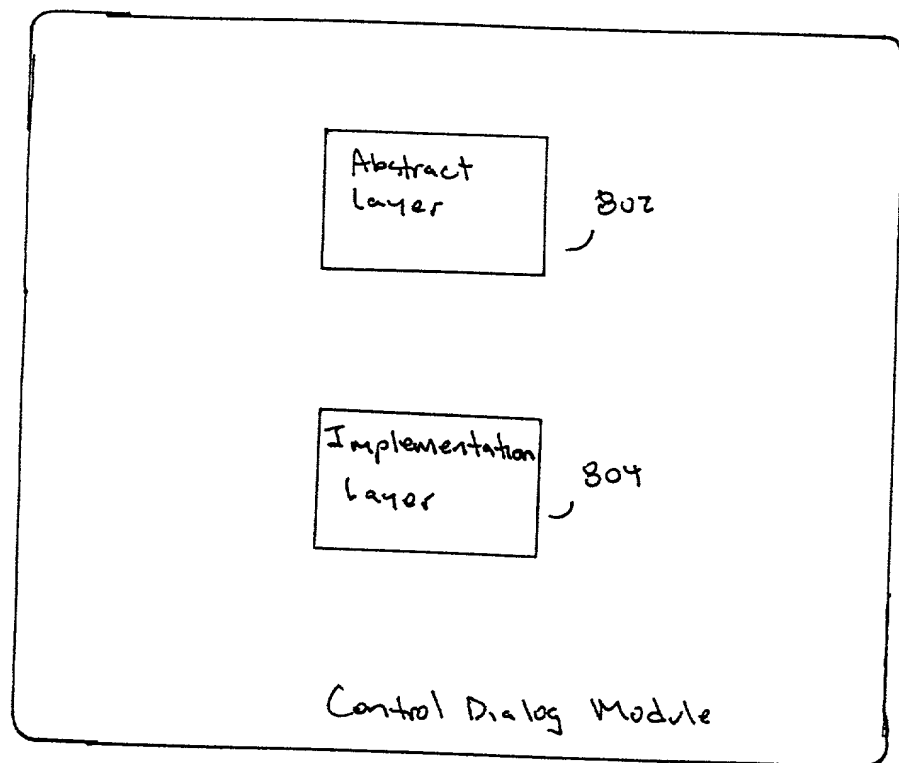 Abstract
Layer
802
Implementation
Layer
804
Control Dialog Module